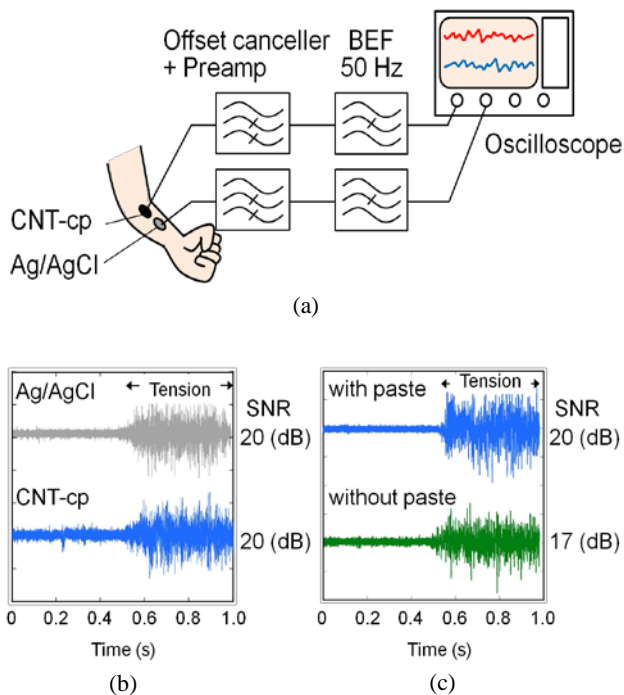 (a)
Offset canceller
+ Preamp
BEF
50 Hz
Oscilloscope
CNT-cp
Ag/AgCl
(a)
Ag/AgCl
Tension
SNR
20 (dB)
CNT-cp
20 (dB)
0 0.2 0.4 0.6 0.8 1.0
Time (s)
(b)
with paste
Tension
SNR
20 (dB)
without paste
17 (dB)
0 0.2 0.4 0.6 0.8 1.0
Time (s)
(c)